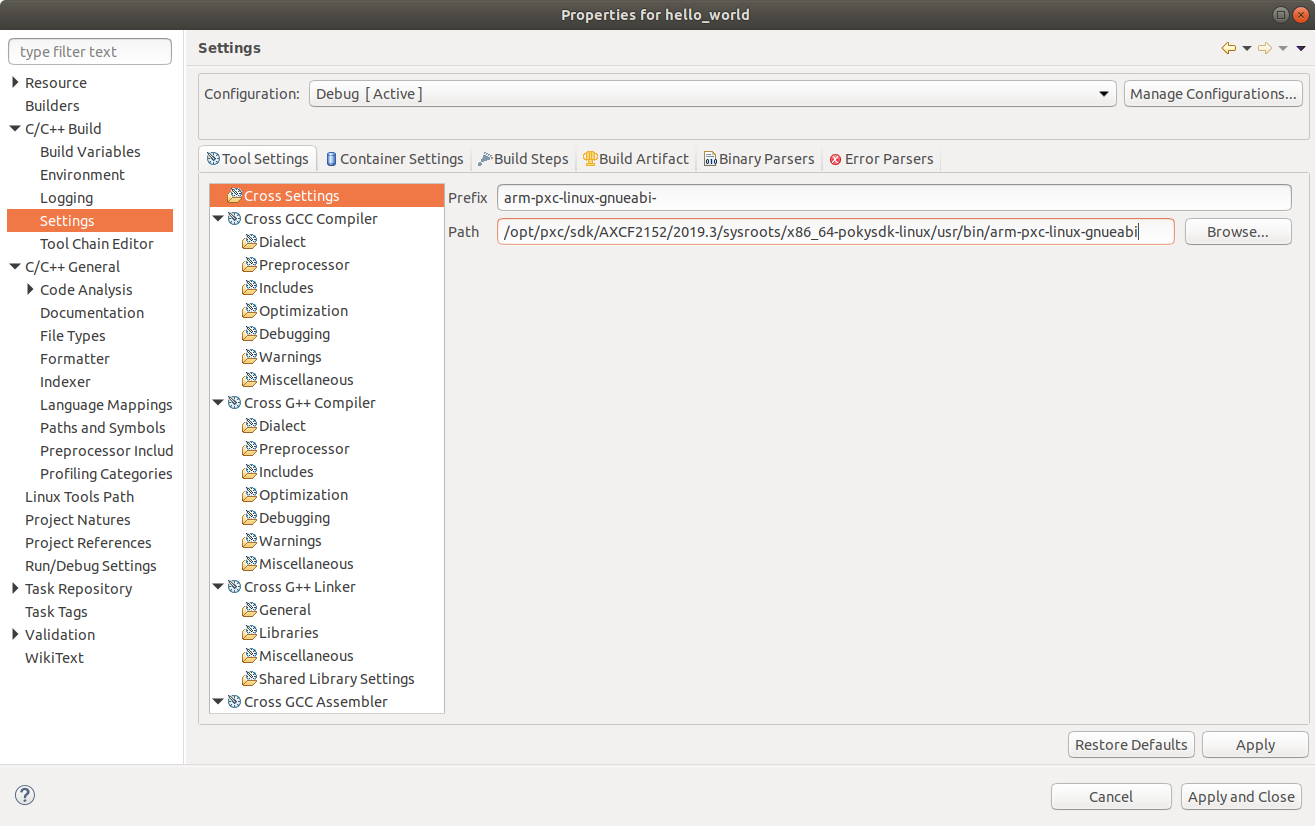 Properties for hello_world
type filter text
Resource
Builders
C/C++ Build
Build Variables
Environment
Logging
Settings
Tool Chain Editor
C/C++ General
Code Analysis
Documentation
File Types
Formatter
Indexer
Language Mappings
Paths and Symbols
Preprocessor Includ
Profiling Categories
Linux Tools Path
Project Natures
Project References
Run/Debug Settings
Task Repository
Task Tags
Validation
WikiText
Settings
Configuration: Debug [ Active ] Manage Configurations...
Tool Settings Container Settings Build Steps Build Artifact Binary Parsers Error Parsers
Cross Settings
Cross GCC Compiler
Dialect
Preprocessor
Includes
Optimization
Debugging
Warnings
Miscellaneous
Cross G++ Compiler
Dialect
Preprocessor
Includes
Optimization
Debugging
Warnings
Miscellaneous
Cross G++ Linker
General
Libraries
Miscellaneous
Shared Library Settings
Cross GCC Assembler
Prefix arm-pxc-linux-gnueabi-
Path /opt/pxc/sdk/AXCF2152/2019.3/sysroots/x86_64-pokysdk-linux/usr/bin/arm-pxc-linux-gnueabi Browse...
Restore Defaults Apply
? Cancel Apply and Close